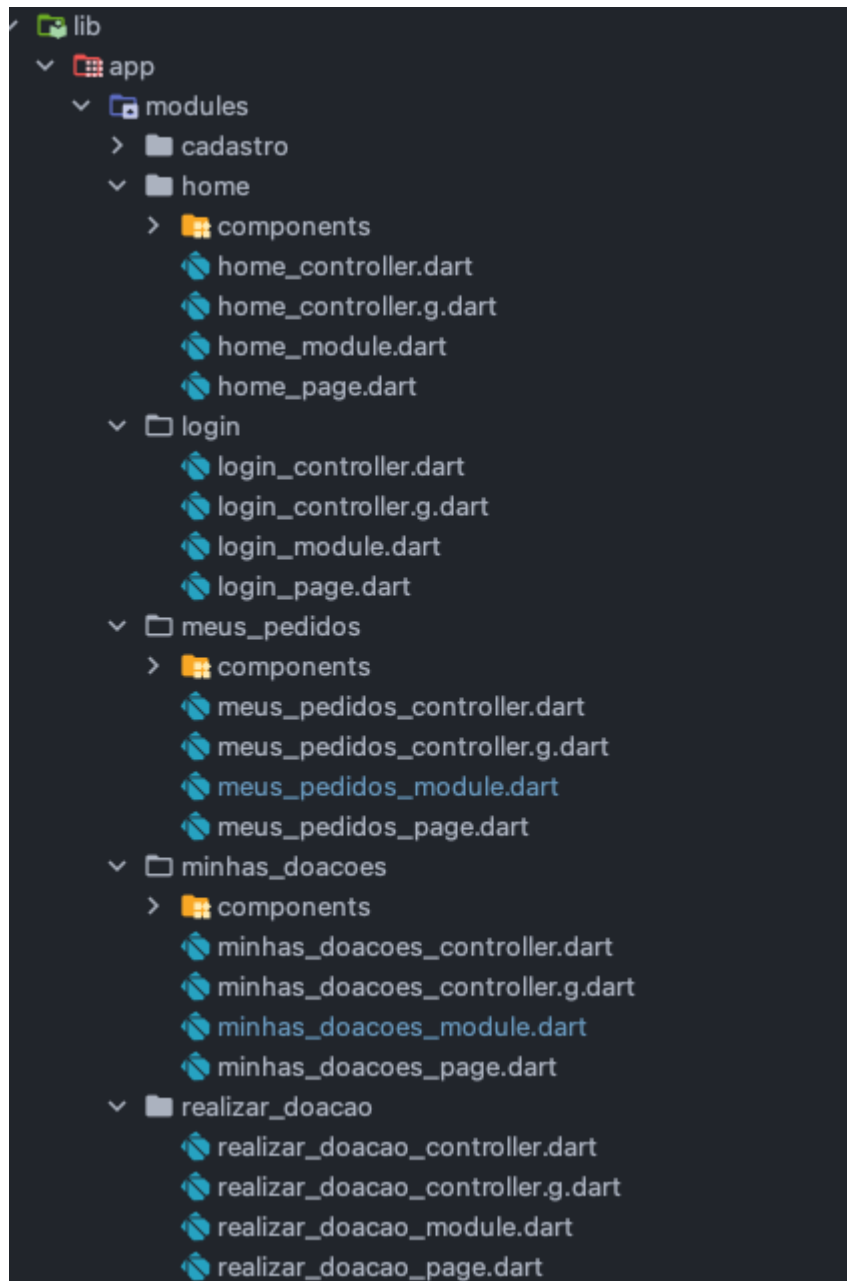 lib
app
modules
cadastro
home
components
home_controller.dart
home_controller.g.dart
home_module.dart
home_page.dart
login
login_controller.dart
login_controller.g.dart
login_module.dart
login_page.dart
meus_pedidos
components
meus_pedidos_controller.dart
meus_pedidos_controller.g.dart
meus_pedidos_module.dart
meus_pedidos_page.dart
minhas_doacoes
components
minhas_doacoes_controller.dart
minhas_doacoes_controller.g.dart
minhas_doacoes_module.dart
minhas_doacoes_page.dart
realizar_doacao
realizar_doacao_controller.dart
realizar_doacao_controller.g.dart
realizar_doacao_module.dart
realizar_doacao_page.dart